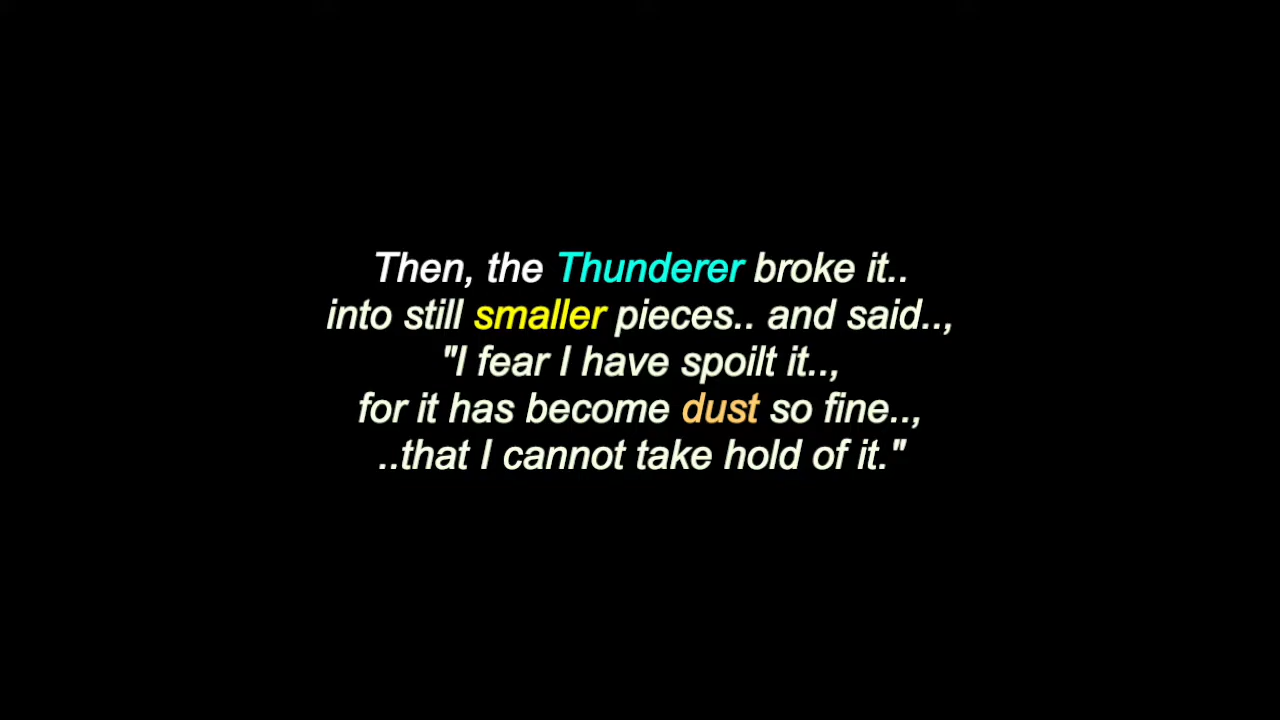 Then, the Thunderer broke it..
into still smaller pieces.. and said..,
"I fear I have spoilt it..,
for it has become dust so fine..,
..that I cannot take hold of it."